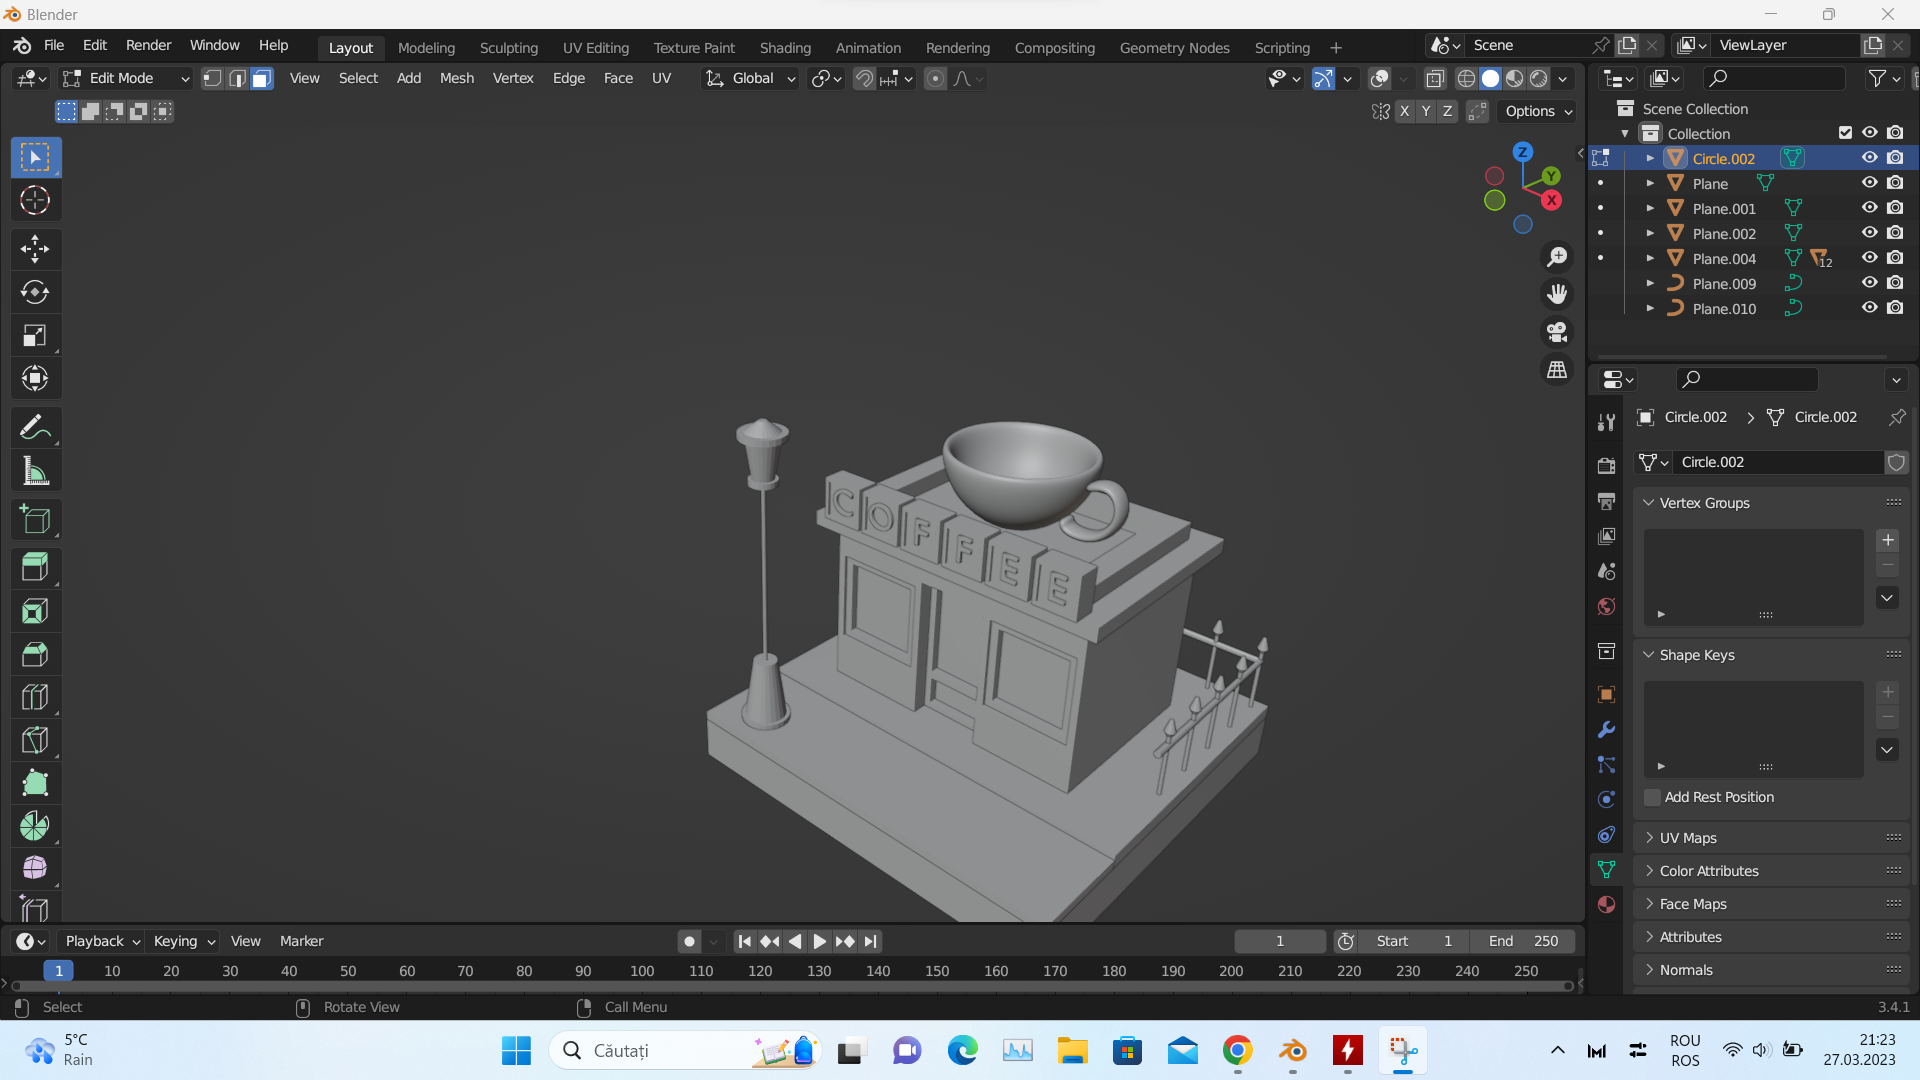 Blender
File Edit Render Window Help
Layout Modeling Sculpting UV Editing Texture Paint Shading Animation Rendering Compositing Geometry Nodes Scripting +
Scene
ViewLayer
Edit Mode
View Select Add Mesh Vertex Edge Face UV
Global
X Y Z
Options
Z
Y
X
COFFEE
Scene Collection
Collection
Circle.002
Plane
Plane.001
Plane.002
Plane.004
12
Plane.009
Plane.010
Circle.002 > Circle.002
Circle.002
Vertex Groups
Shape Keys
Add Rest Position
UV Maps
Color Attributes
Face Maps
Attributes
Normals
Playback Keying View Marker
1
Start 1
End 250
1 10 20 30 40 50 60 70 80 90 100 110 120 130 140 150 160 170 180 190 200 210 220 230 240 250
Select
Rotate View
Call Menu
3.4.1
5°C
Rain
Căutați
ROU
ROS
21:23
27.03.2023